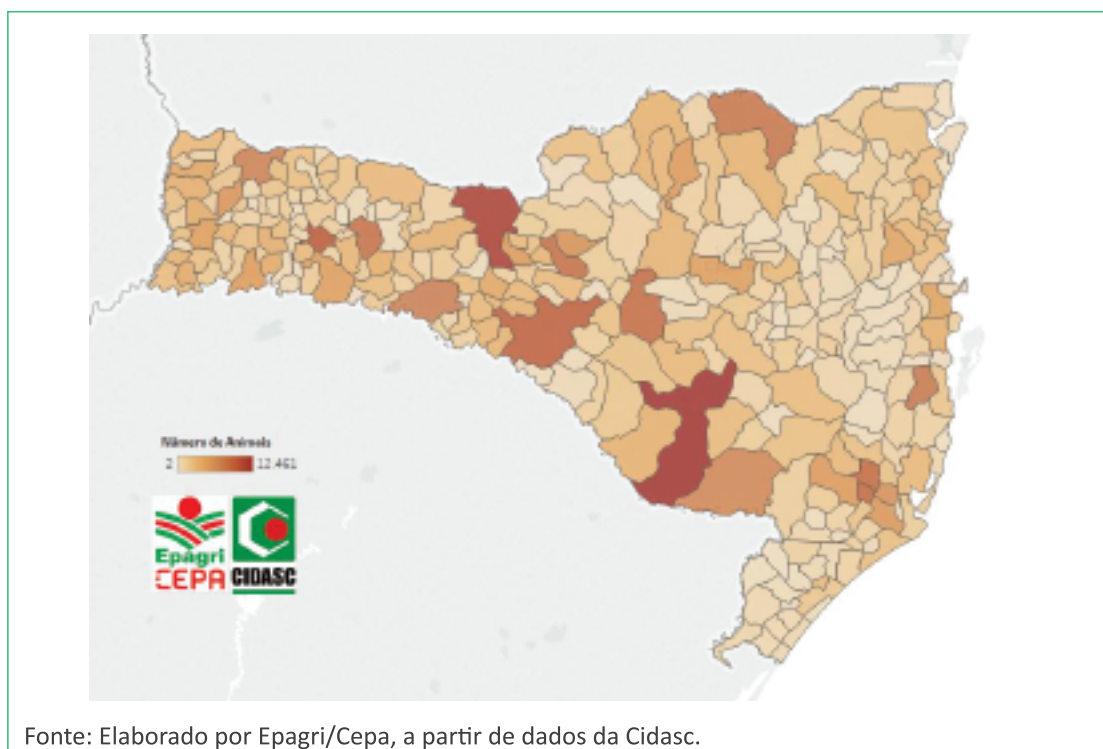 Número de Animais
2 12.461
Epagri
CEPA
CIDASC
Fonte: Elaborado por Epagri/Cepa, a partir de dados da Cidasc.